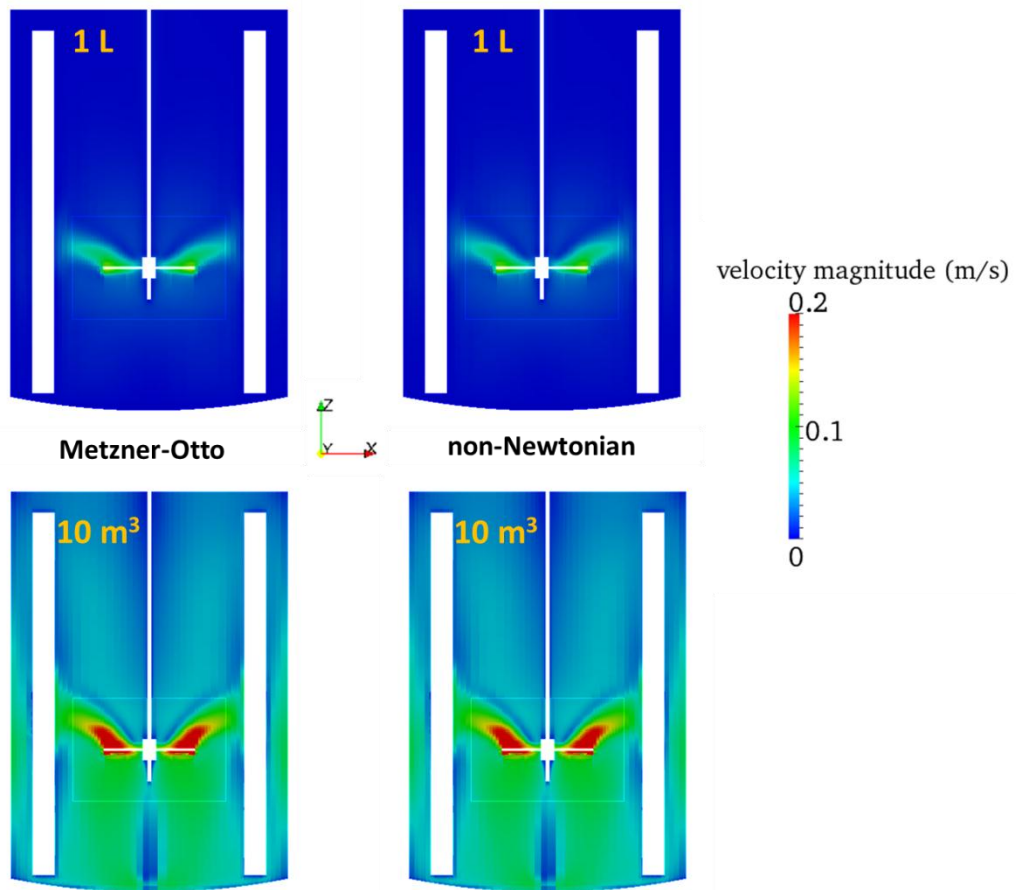 1 L
1 L
velocity magnitude (m/s)
0.2
0.1
0
Z
Y
X
Metzner-Otto
non-Newtonian
10 m³
10 m³